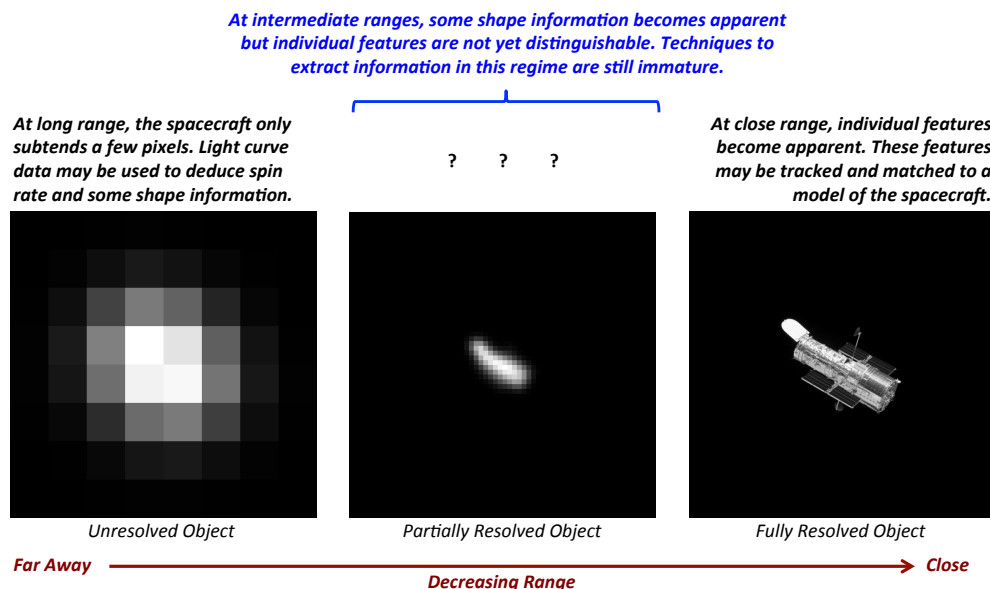 At intermediate ranges, some shape information becomes apparent
but individual features are not yet distinguishable. Techniques to
extract information in this regime are still immature.
At long range, the spacecraft only
subtends a few pixels. Light curve
data may be used to deduce spin
rate and some shape information.
? ? ?
At close range, individual features
become apparent. These features
may be tracked and matched to a
model of the spacecraft.
Unresolved Object
Partially Resolved Object
Fully Resolved Object
Far Away
Close
Decreasing Range